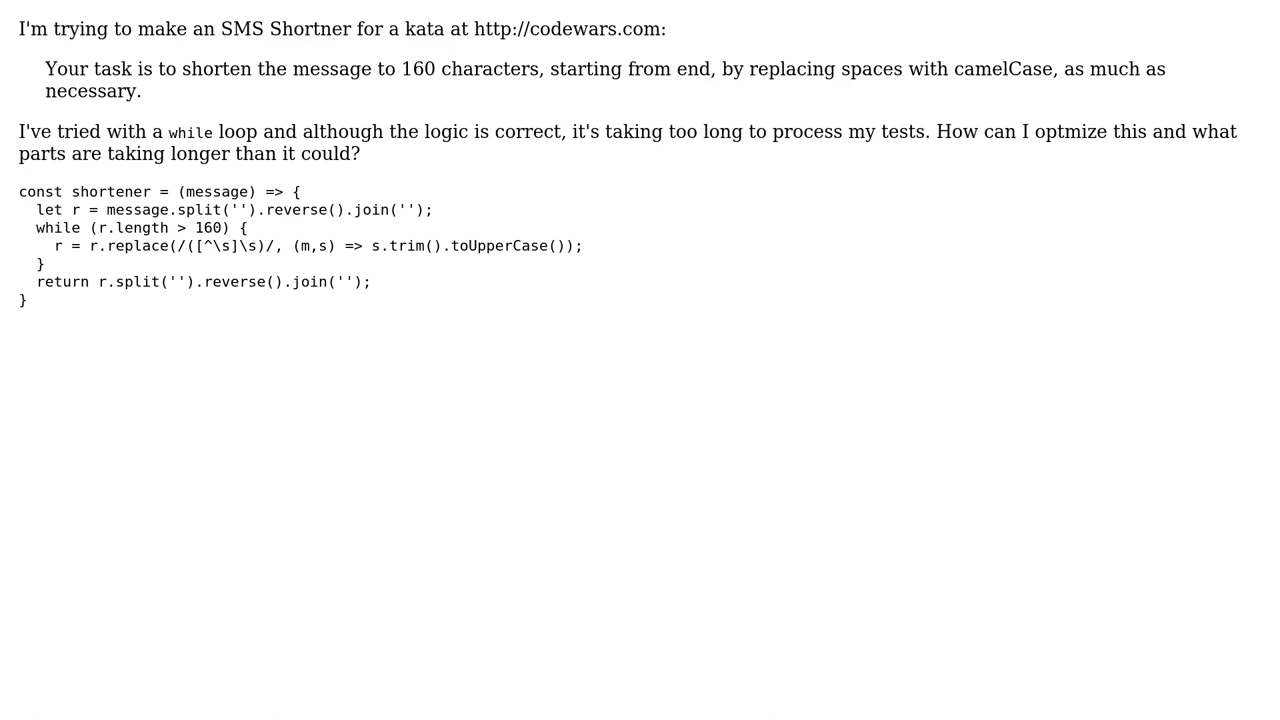 I'm trying to make an SMS Shortner for a kata at http://codewars.com:
Your task is to shorten the message to 160 characters, starting from end, by replacing spaces with camelCase, as much as
necessary.
I've tried with a while loop and although the logic is correct, it's taking too long to process my tests. How can I optmize this and what
parts are taking longer than it could?
const shortener = (message) => {
  let r = message.split('').reverse().join('');
  while (r.length > 160) {
    r = r.replace(/([^\s]\s)/, (m,s) => s.trim().toUpperCase());
  }
  return r.split('').reverse().join('');
}